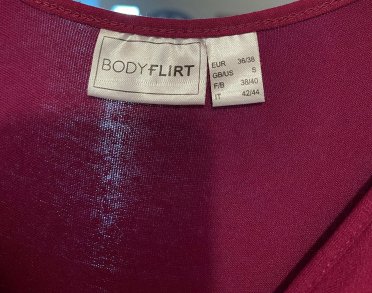 BODYFLIRT
EUR 36/38
GB/US S
F/B 38/40
IT 42/44